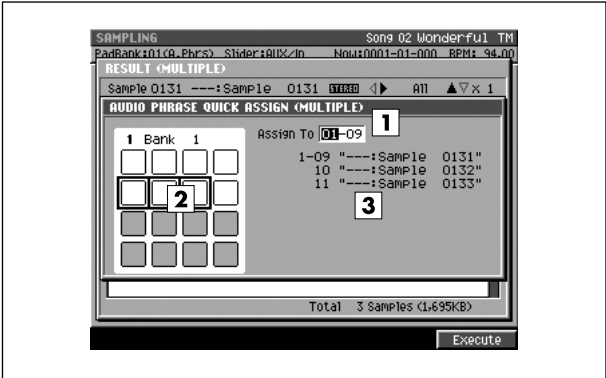 SAMPLING Song 02 Wonderful TM
PadBank:01(A.Phrs) Slider:AUX/In Now:0001-01-000 BPM: 94.00
RESULT (MULTIPLE)
Sample 0131 ---:Sample 0131 STEREO ◁▶ All ▲▽× 1
AUDIO PHRASE QUICK ASSIGN (MULTIPLE)
1
1 Bank 1
Assign To 01-09
1-09 "---:Sample 0131"
10 "---:Sample 0132"
11 "---:Sample 0133"
2
3
Total 3 Samples (1,695KB)
Execute